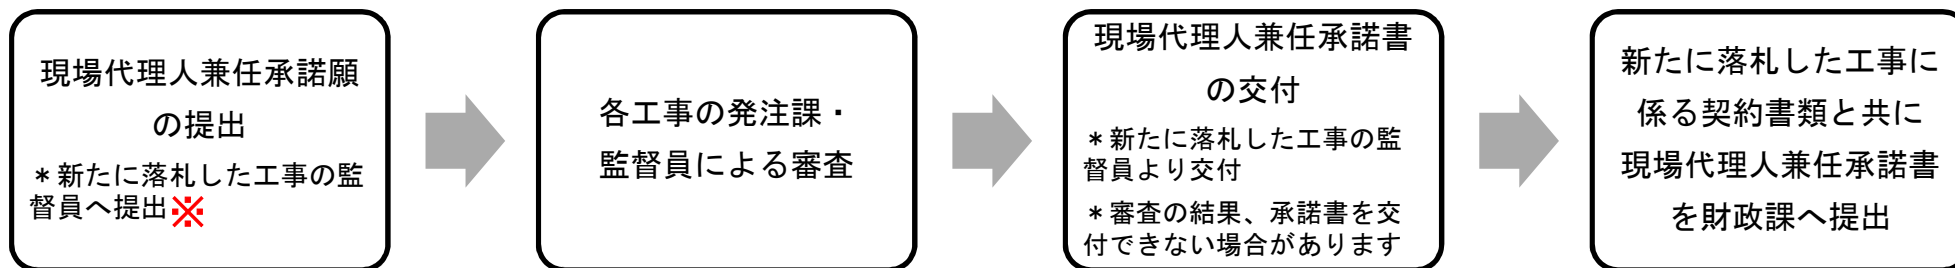 現場代理人兼任承諾願
の提出
＊新たに落札した工事の監
督員へ提出※
各工事の発注課・
監督員による審査
現場代理人兼任承諾書
の交付
＊新たに落札した工事の監
督員より交付
＊審査の結果、承諾書を交
付できない場合があります
新たに落札した工事に
係る契約書類と共に
現場代理人兼任承諾書
を財政課へ提出